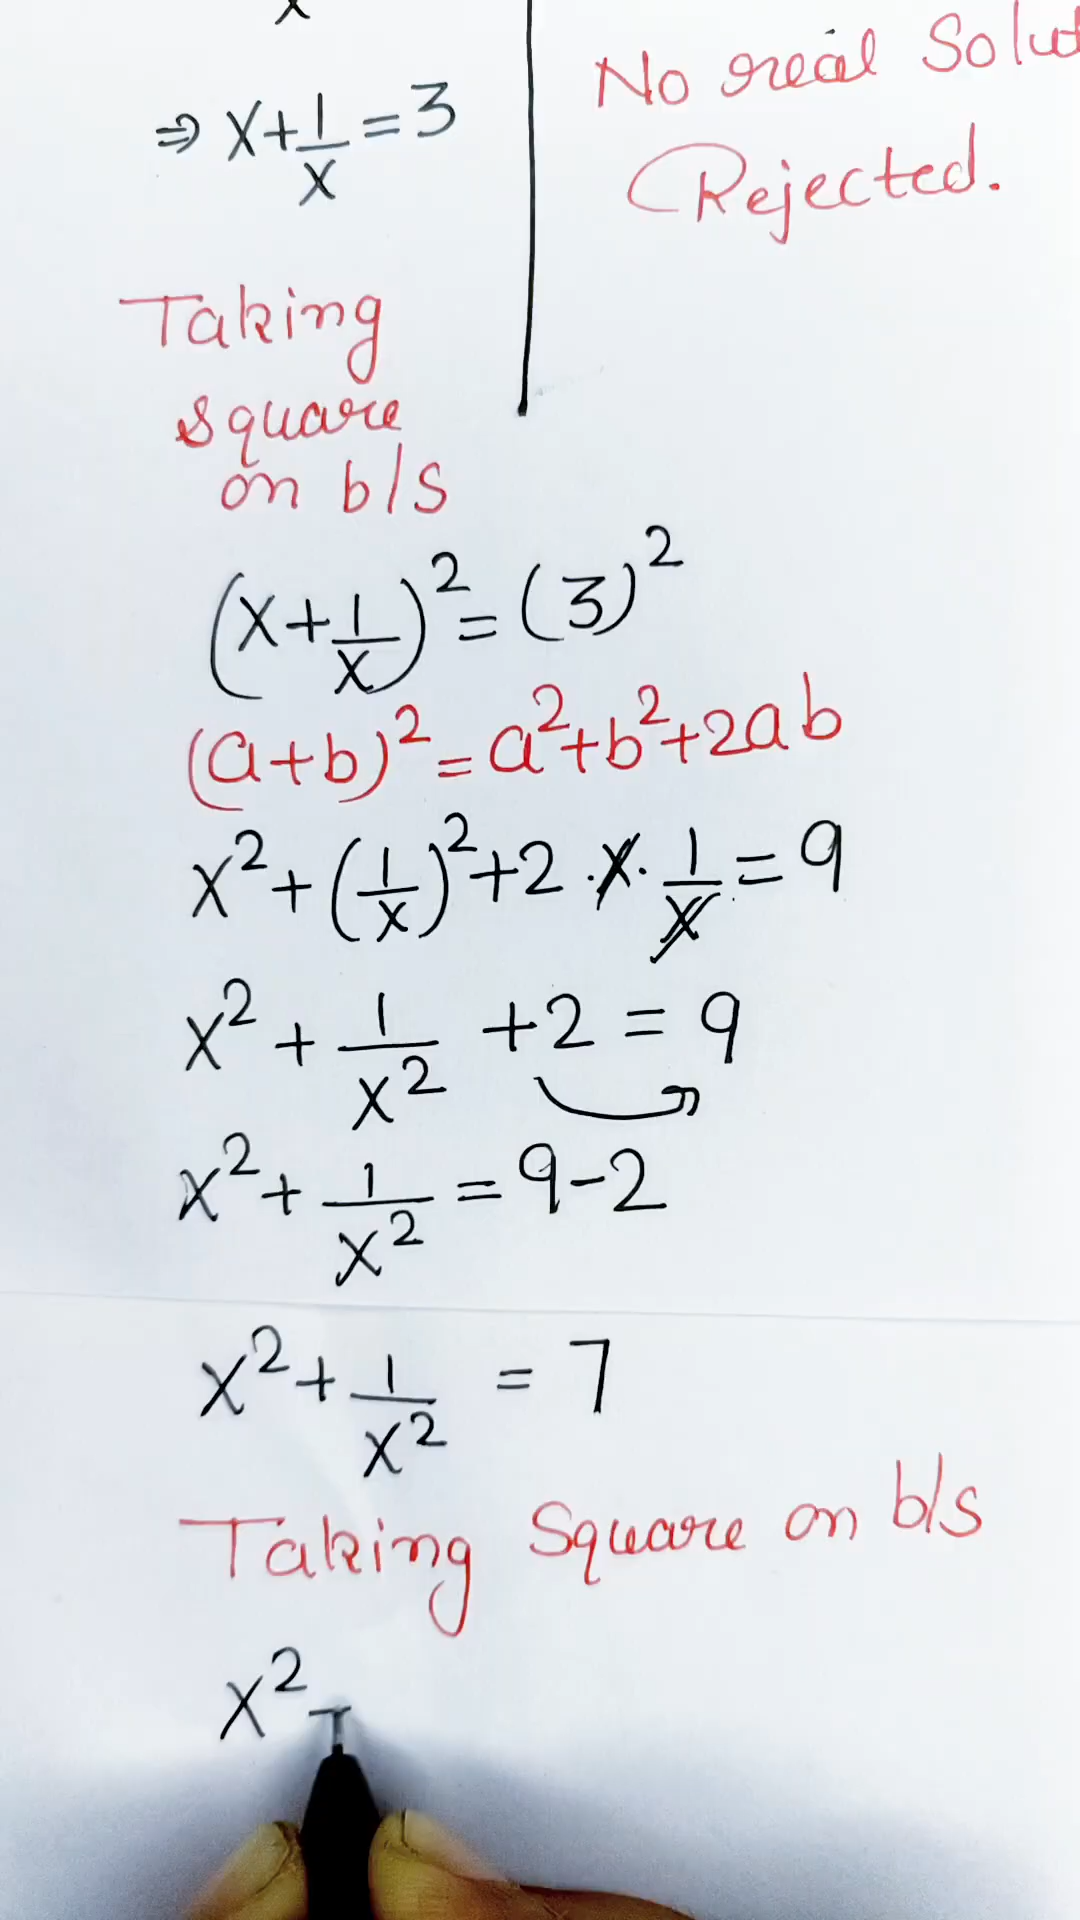 x
⇒ x+1/x = 3
No real
Rejected.
Taking
square
on b/s
(x+1/x)² = (3)²
(a+b)² = a²+b²+2ab
x²+(1/x)²+2·x·1/x = 9
x² + 1/x² +2 = 9
x² + 1/x² = 9-2
x² + 1/x² = 7
Taking Square on b/s
x²